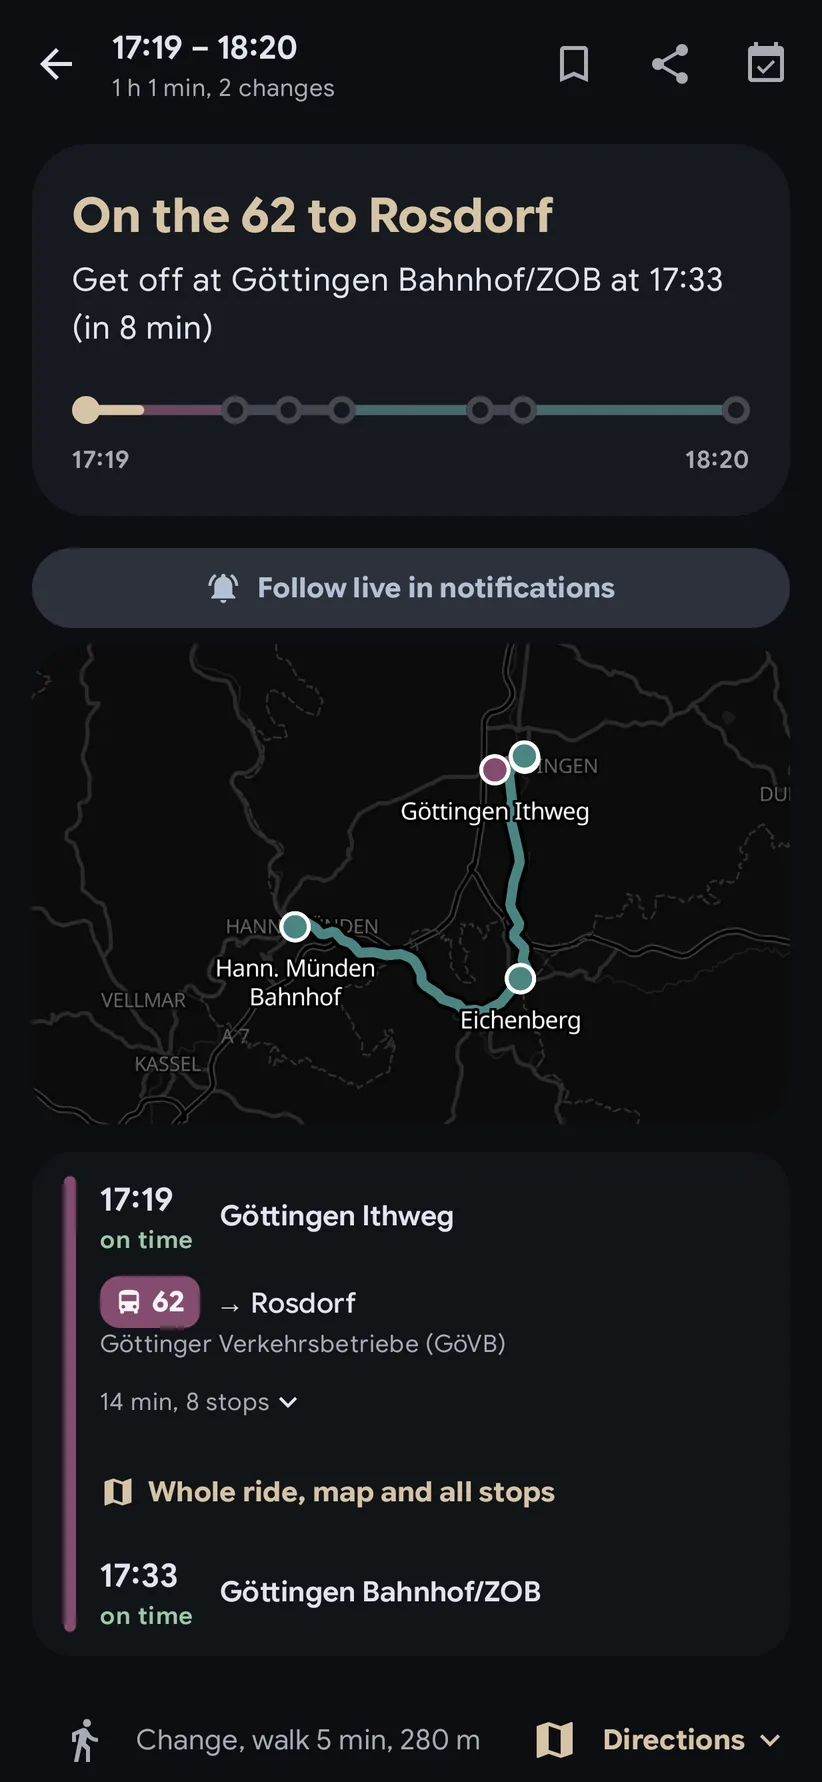 17:19 – 18:20
1 h 1 min, 2 changes
On the 62 to Rosdorf
Get off at Göttingen Bahnhof/ZOB at 17:33
(in 8 min)
17:19
18:20
Follow live in notifications
INGEN
DU
Göttingen Ithweg
HANN
ÜNDEN
Hann. Münden
Bahnhof
VELLMAR
Eichenberg
A 7
KASSEL
17:19
on time
Göttingen Ithweg
62
→ Rosdorf
Göttinger Verkehrsbetriebe (GöVB)
14 min, 8 stops
Whole ride, map and all stops
17:33
on time
Göttingen Bahnhof/ZOB
Change, walk 5 min, 280 m
Directions